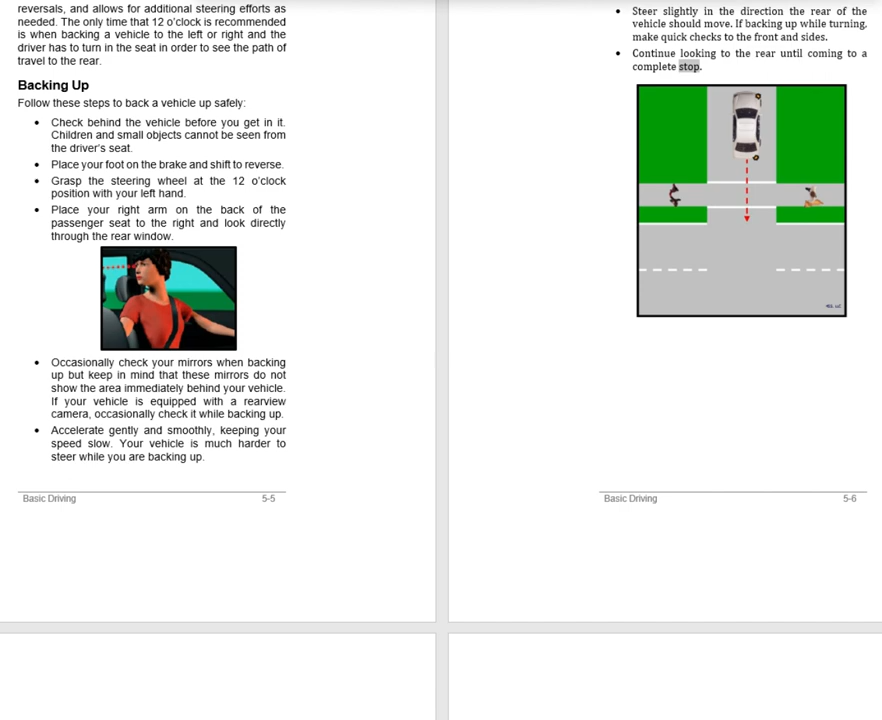 reversals, and allows for additional steering efforts as
needed. The only time that 12 o'clock is recommended
is when backing a vehicle to the left or right and the
driver has to turn in the seat in order to see the path of
travel to the rear.
Backing Up
Follow these steps to back a vehicle up safely:
• Check behind the vehicle before you get in it.
Children and small objects cannot be seen from
the driver's seat.
• Place your foot on the brake and shift to reverse.
• Grasp the steering wheel at the 12 o'clock
position with your left hand.
• Place your right arm on the back of the
passenger seat to the right and look directly
through the rear window.
• Occasionally check your mirrors when backing
up but keep in mind that these mirrors do not
show the area immediately behind your vehicle.
If your vehicle is equipped with a rearview
camera, occasionally check it while backing up.
• Accelerate gently and smoothly, keeping your
speed slow. Your vehicle is much harder to
steer while you are backing up.
Basic Driving 5-5
• Steer slightly in the direction the rear of the
vehicle should move. If backing up while turning,
make quick checks to the front and sides.
• Continue looking to the rear until coming to a
complete stop.
Basic Driving 5-6